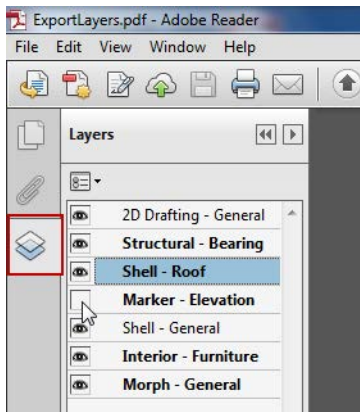 ExportLayers.pdf - Adobe Reader
File Edit View Window Help
Layers
2D Drafting - General
Structural - Bearing
Shell - Roof
Marker - Elevation
Shell - General
Interior - Furniture
Morph - General